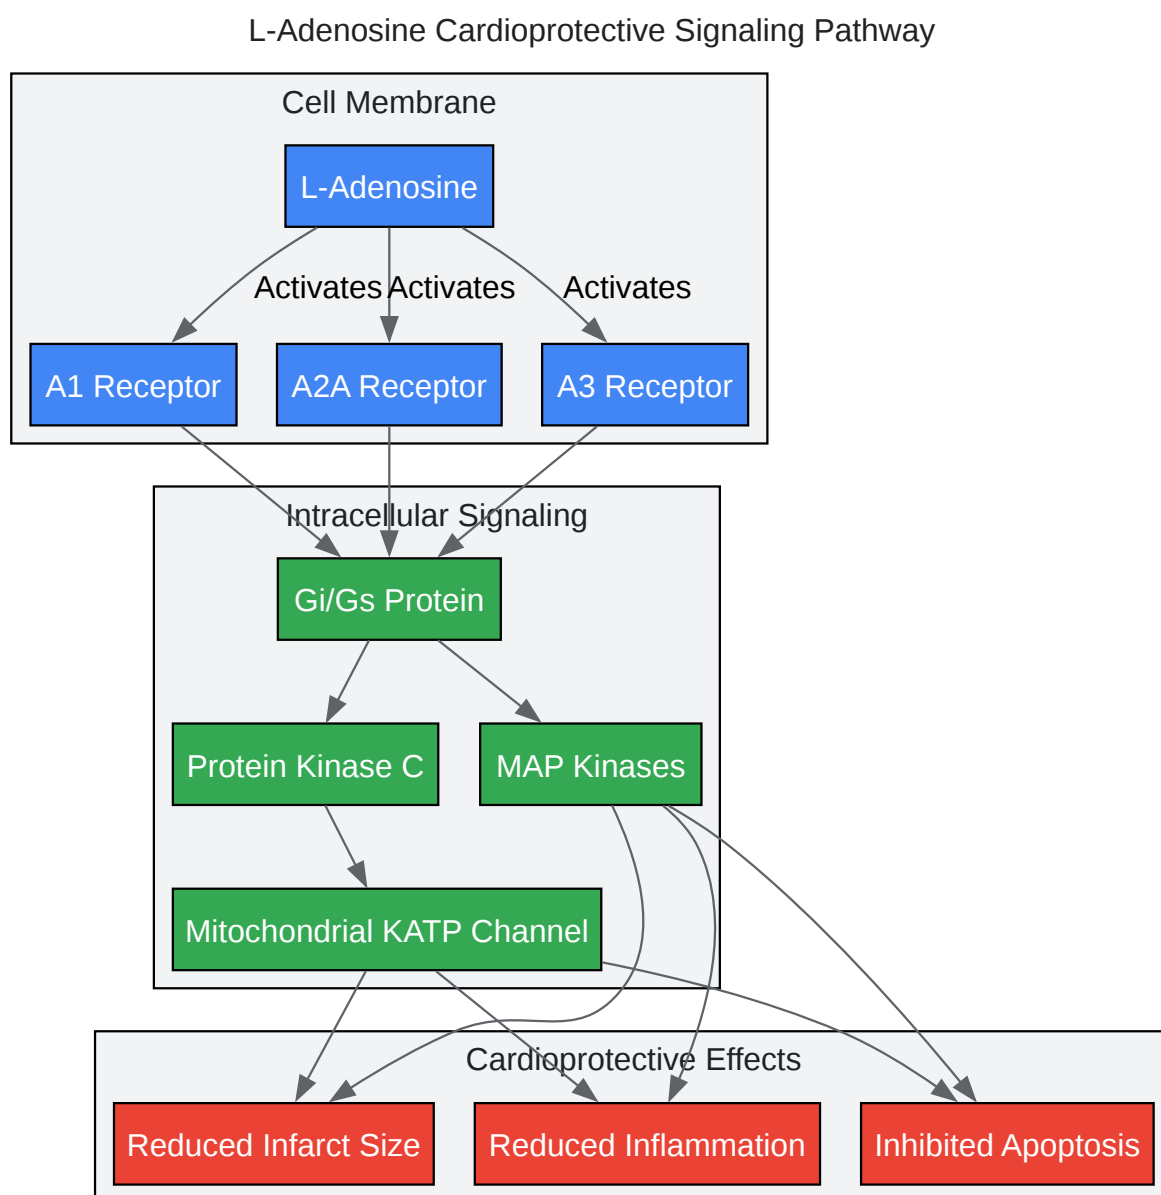 L-Adenosine Cardioprotective Signaling Pathway
Cell Membrane
L-Adenosine
Activates
Activates
Activates
A1 Receptor
A2A Receptor
A3 Receptor
Intracellular Signaling
Gi/Gs Protein
Protein Kinase C
MAP Kinases
Mitochondrial KATP Channel
Cardioprotective Effects
Reduced Infarct Size
Reduced Inflammation
Inhibited Apoptosis